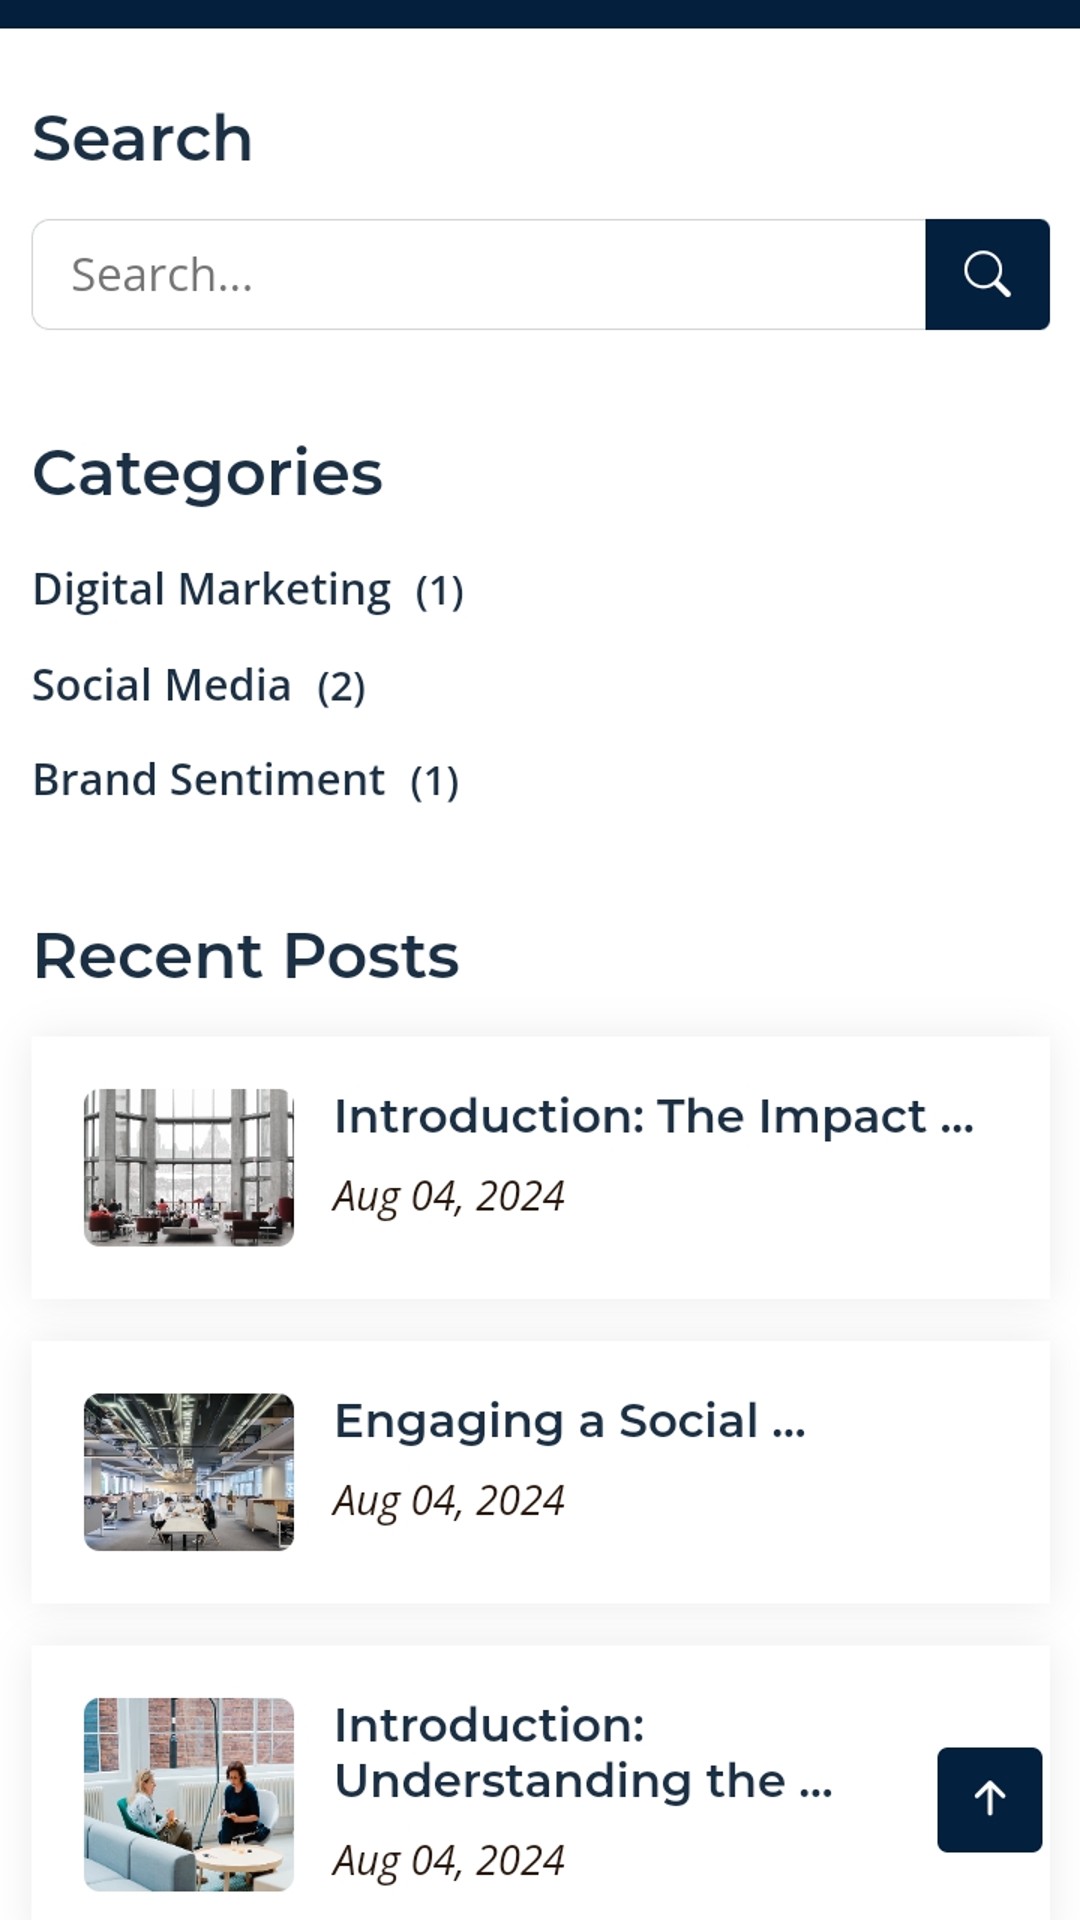 Search
Search...
Categories
Digital Marketing (1)
Social Media (2)
Brand Sentiment (1)
Recent Posts
Introduction: The Impact ...
Aug 04, 2024
Engaging a Social ...
Aug 04, 2024
Introduction:
Understanding the ...
Aug 04, 2024